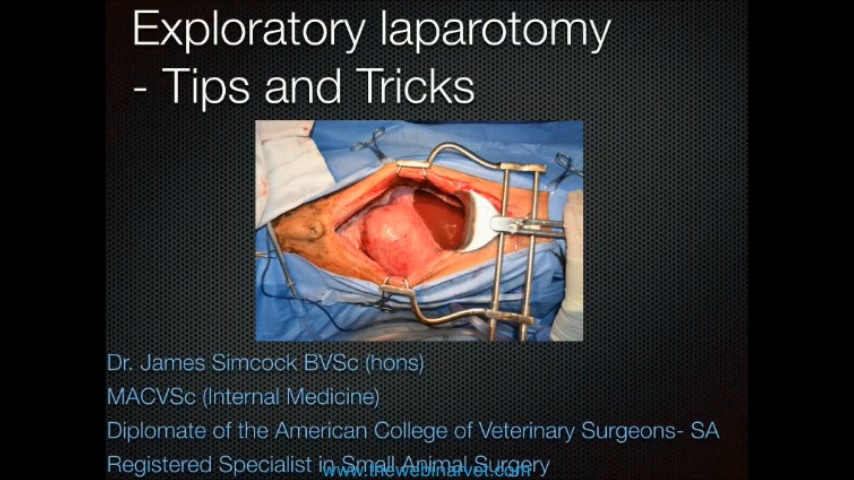 Exploratory laparotomy
- Tips and Tricks
Dr. James Simcock BVSc (hons)
MACVSc (Internal Medicine)
Diplomate of the American College of Veterinary Surgeons- SA
Registered Specialist in Small Animal Surgery
www.thewebinarvet.com